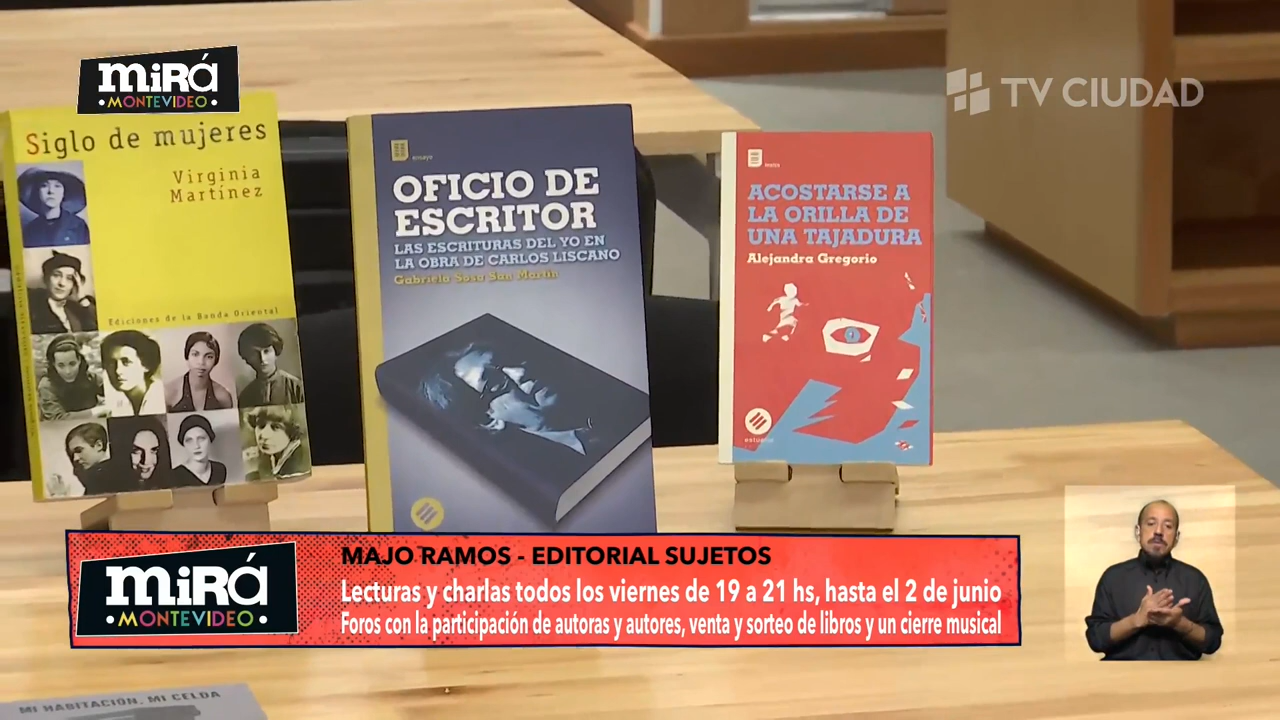 MiRÁ
•MONTEVIDEO•
TV CIUDAD
Siglo de mujeres
Virginia
Martínez
Ediciones de la Banda Oriental
ensayo
OFICIO DE
ESCRITOR
LAS ESCRITURAS DEL YO EN
LA OBRA DE CARLOS LISCANO
Gabriela Sosa San Martín
ACOSTARSE A
LA ORILLA DE
UNA TAJADURA
Alejandra Gregorio
estuario
MiRÁ
•MONTEVIDEO•
MAJO RAMOS - EDITORIAL SUJETOS
Lecturas y charlas todos los viernes de 19 a 21 hs, hasta el 2 de junio
Foros con la participación de autoras y autores, venta y sorteo de libros y un cierre musical
MI HABITACIÓN, MI CELDA